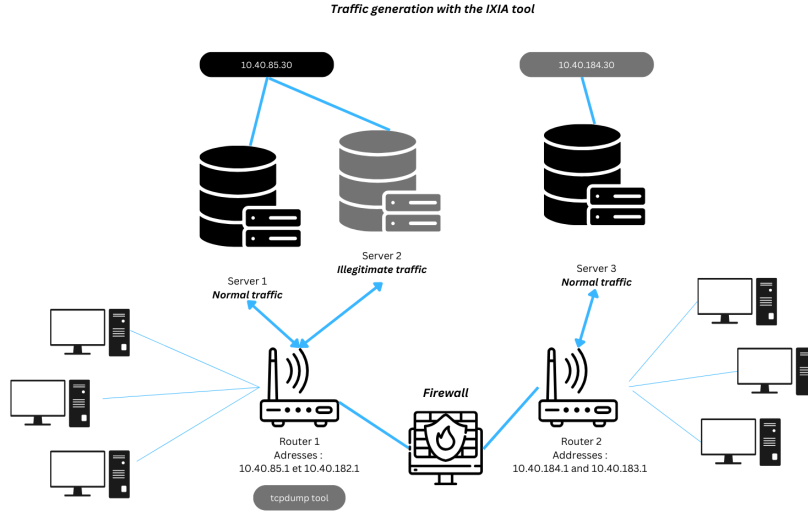 Traffic generation with the IXIA tool
10.40.85.30
10.40.184.30
Server 1
Normal traffic
Server 2
Illegitimate traffic
Server 3
Normal traffic
Firewall
Router 1
Adresses :
10.40.85.1 et 10.40.182.1
tcpdump tool
Router 2
Adresses :
10.40.184.1 and 10.40.183.1